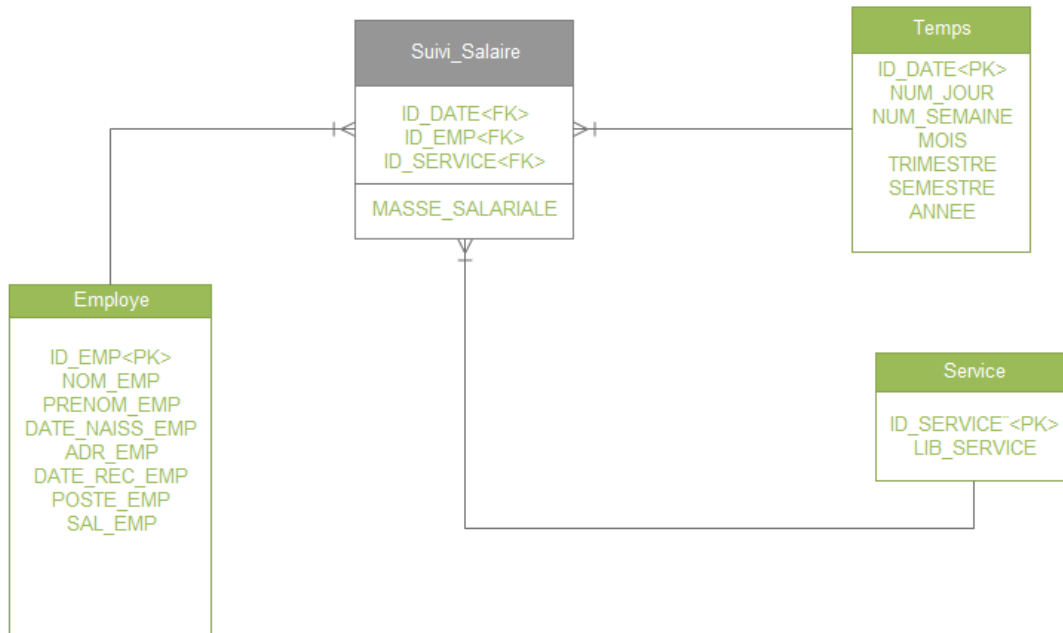 Suivi_Salaire
ID_DATE<FK>
ID_EMP<FK>
ID_SERVICE<FK>
MASSE_SALARIALE
Temps
ID_DATE<PK>
NUM_JOUR
NUM_SEMAINE
MOIS
TRIMESTRE
SEMESTRE
ANNEE
Employe
ID_EMP<PK>
NOM_EMP
PRENOM_EMP
DATE_NAISS_EMP
ADR_EMP
DATE_REC_EMP
POSTE_EMP
SAL_EMP
Service
ID_SERVICE¨<PK>
LIB_SERVICE